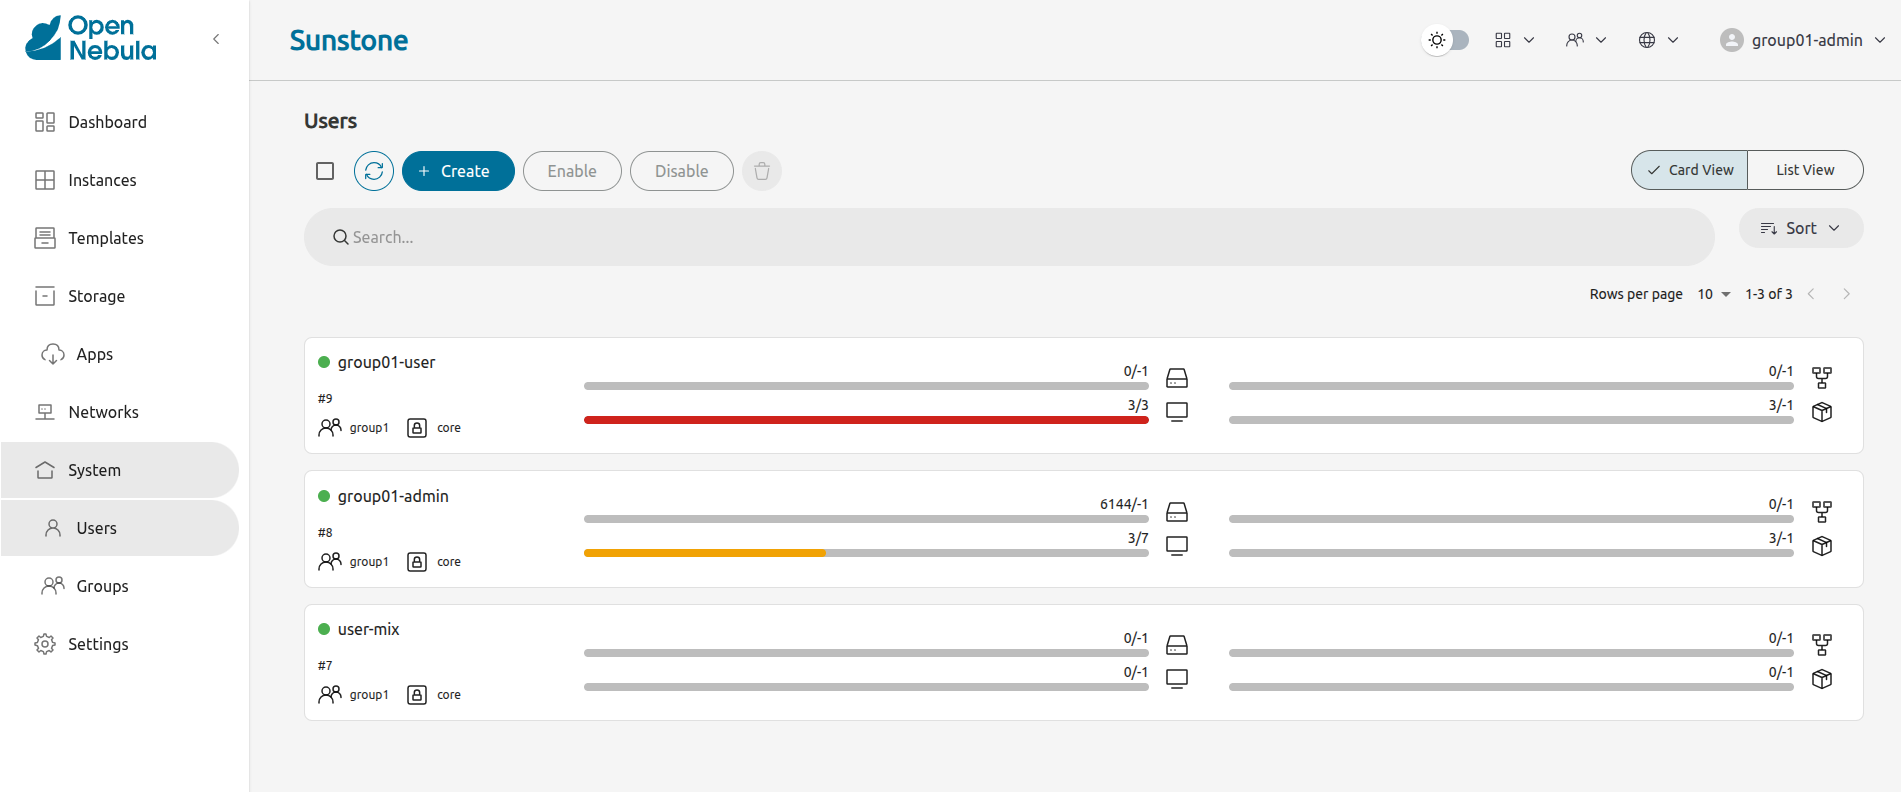 Open
Nebula
Sunstone
group01-admin
Dashboard
Instances
Templates
Storage
Apps
Networks
System
Users
Groups
Settings
Users
+ Create
Enable
Disable
Card View
List View
Search...
Sort
Rows per page 10 1-3 of 3
group01-user
#9
group1 core
0/-1
3/3
0/-1
3/-1
group01-admin
#8
group1 core
6144/-1
3/7
0/-1
3/-1
user-mix
#7
group1 core
0/-1
0/-1
0/-1
0/-1